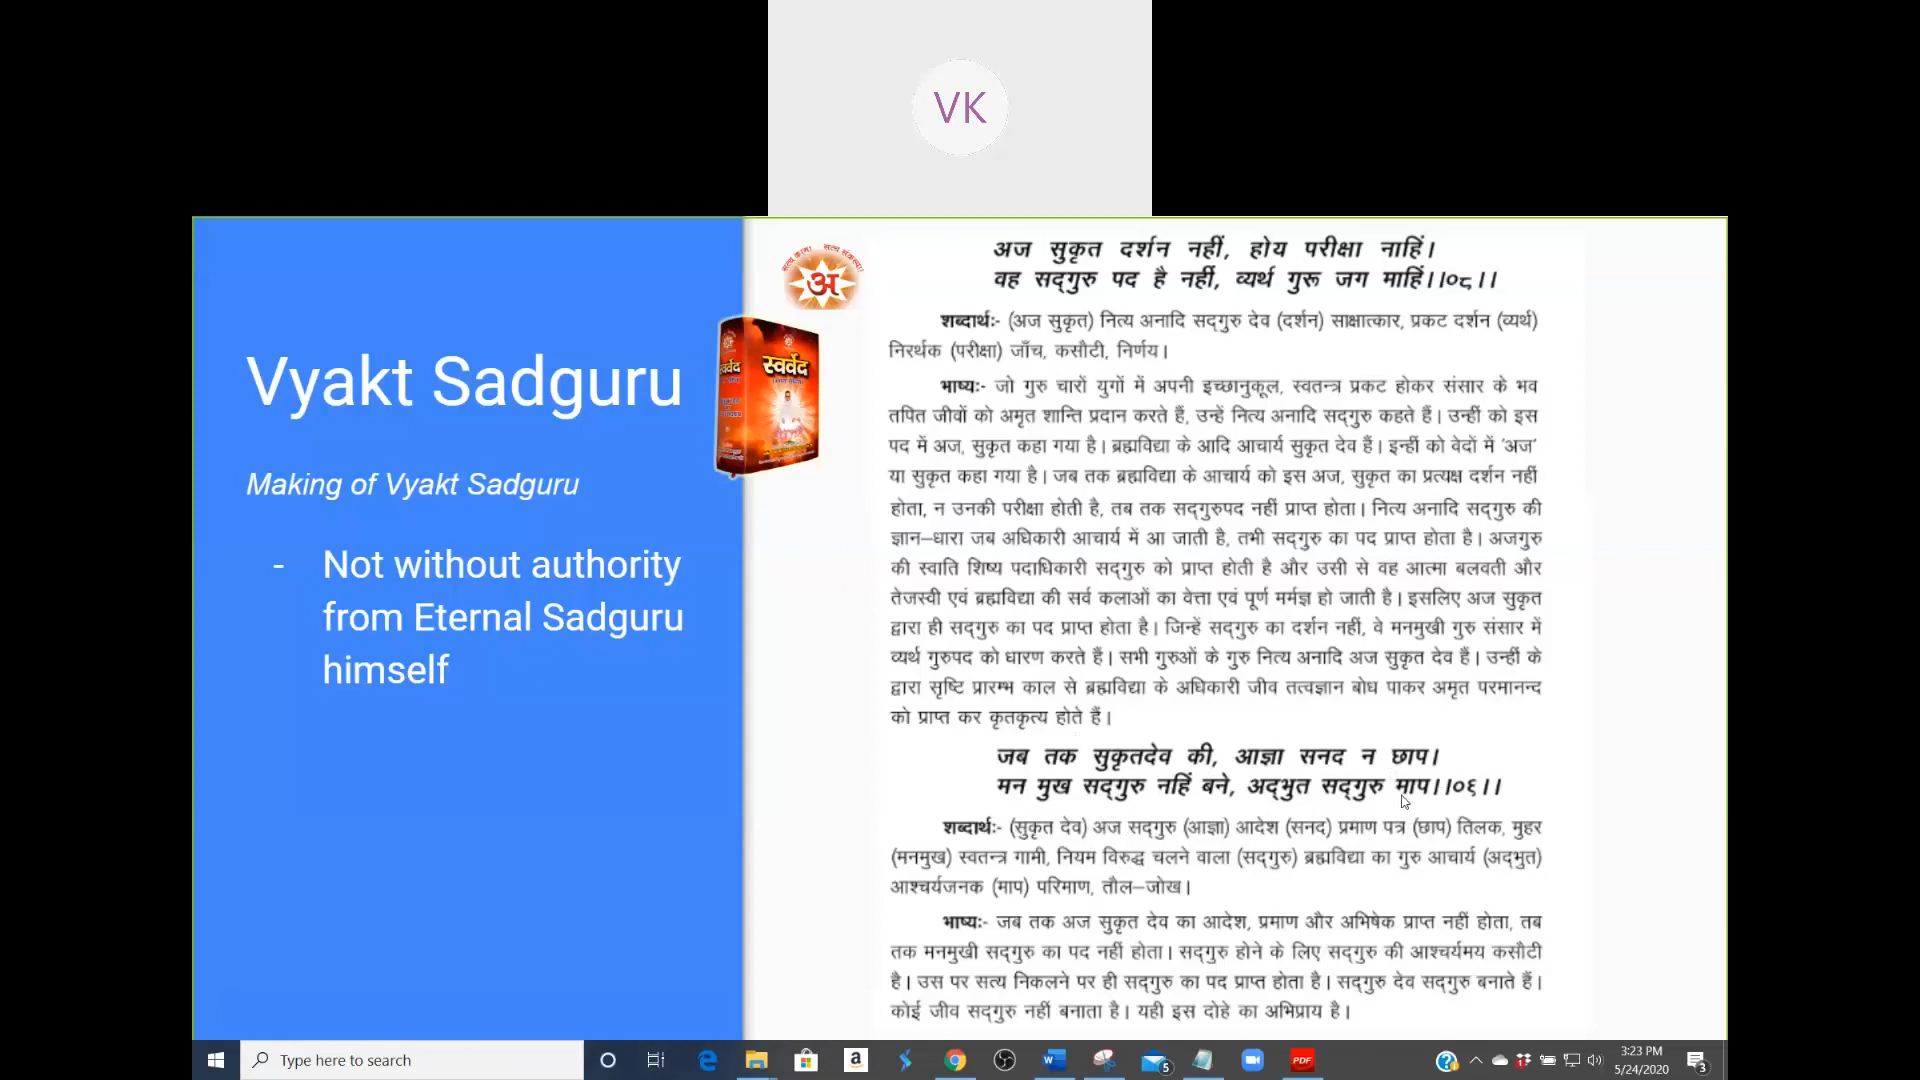 VK
Vyakt Sadguru
Making of Vyakt Sadguru
- Not without authority
from Eternal Sadguru
himself
अ
स्वर्वेद
स्वर्वेद
अज सुकृत दर्शन नहीं, होय परीक्षा नाहिं।
वह सद्‌गुरु पद है नहीं, व्यर्थ गुरू जग माहिं।।०८।।
शब्दार्थः- (अज सुकृत) नित्य अनादि सद्‌गुरु देव (दर्शन) साक्षात्कार, प्रकट दर्शन (व्यर्थ)
निरर्थक (परीक्षा) जाँच, कसौटी, निर्णय।
भाष्यः- जो गुरु चारों युगों में अपनी इच्छानुकूल, स्वतन्त्र प्रकट होकर संसार के भव
तपित जीवों को अमृत शान्ति प्रदान करते हैं, उन्हें नित्य अनादि सद्‌गुरु कहते हैं। उन्हीं को इस
पद में अज, सुकृत कहा गया है। ब्रह्मविद्या के आदि आचार्य सुकृत देव हैं। इन्हीं को वेदों में ‘अज’
या सुकृत कहा गया है। जब तक ब्रह्मविद्या के आचार्य को इस अज, सुकृत का प्रत्यक्ष दर्शन नहीं
होता, न उनकी परीक्षा होती है, तब तक सद्‌गुरुपद नहीं प्राप्त होता। नित्य अनादि सद्‌गुरु की
ज्ञान–धारा जब अधिकारी आचार्य में आ जाती है, तभी सद्‌गुरु का पद प्राप्त होता है। अजगुरु
की स्वाति शिष्य पदाधिकारी सद्‌गुरु को प्राप्त होती है और उसी से वह आत्मा बलवती और
तेजस्वी एवं ब्रह्मविद्या की सर्व कलाओं का वेत्ता एवं पूर्ण मर्मज्ञ हो जाती है। इसलिए अज सुकृत
द्वारा ही सद्‌गुरु का पद प्राप्त होता है। जिन्हें सद्‌गुरु का दर्शन नहीं, वे मनमुखी गुरु संसार में
व्यर्थ गुरुपद को धारण करते हैं। सभी गुरुओं के गुरु नित्य अनादि अज सुकृत देव हैं। उन्हीं के
द्वारा सृष्टि प्रारम्भ काल से ब्रह्मविद्या के अधिकारी जीव तत्वज्ञान बोध पाकर अमृत परमानन्द
को प्राप्त कर कृतकृत्य होते हैं।
जब तक सुकृतदेव की, आज्ञा सनद न छाप।
मन मुख सद्‌गुरु नहिं बने, अद्‌भुत सद्‌गुरु माप।।०६।।
शब्दार्थः- (सुकृत देव) अज सद्‌गुरु (आज्ञा) आदेश (सनद) प्रमाण पत्र (छाप) तिलक, मुहर
(मनमुख) स्वतन्त्र गामी, नियम विरुद्ध चलने वाला (सद्‌गुरु) ब्रह्मविद्या का गुरु आचार्य (अद्‌भुत)
आश्चर्यजनक (माप) परिमाण, तौल–जोख।
भाष्यः- जब तक अज सुकृत देव का आदेश, प्रमाण और अभिषेक प्राप्त नहीं होता, तब
तक मनमुखी सद्‌गुरु का पद नहीं होता। सद्‌गुरु होने के लिए सद्‌गुरु की आश्चर्यमय कसौटी
है। उस पर सत्य निकलने पर ही सद्‌गुरु का पद प्राप्त होता है। सद्‌गुरु देव सद्‌गुरु बनाते हैं।
कोई जीव सद्‌गुरु नहीं बनाता है। यही इस दोहे का अभिप्राय है।
Type here to search
PDF
5
3:23 PM
5/24/2020
3